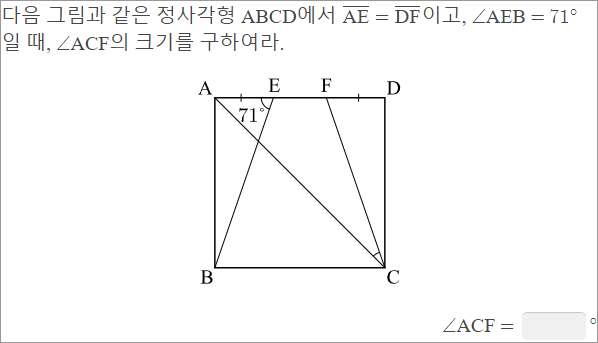 다음 그림과 같은 정사각형 ABCD에서 AE = DF이고, ∠AEB = 71°
일 때, ∠ACF의 크기를 구하여라.
A E F D
71°
B C
∠ACF = °